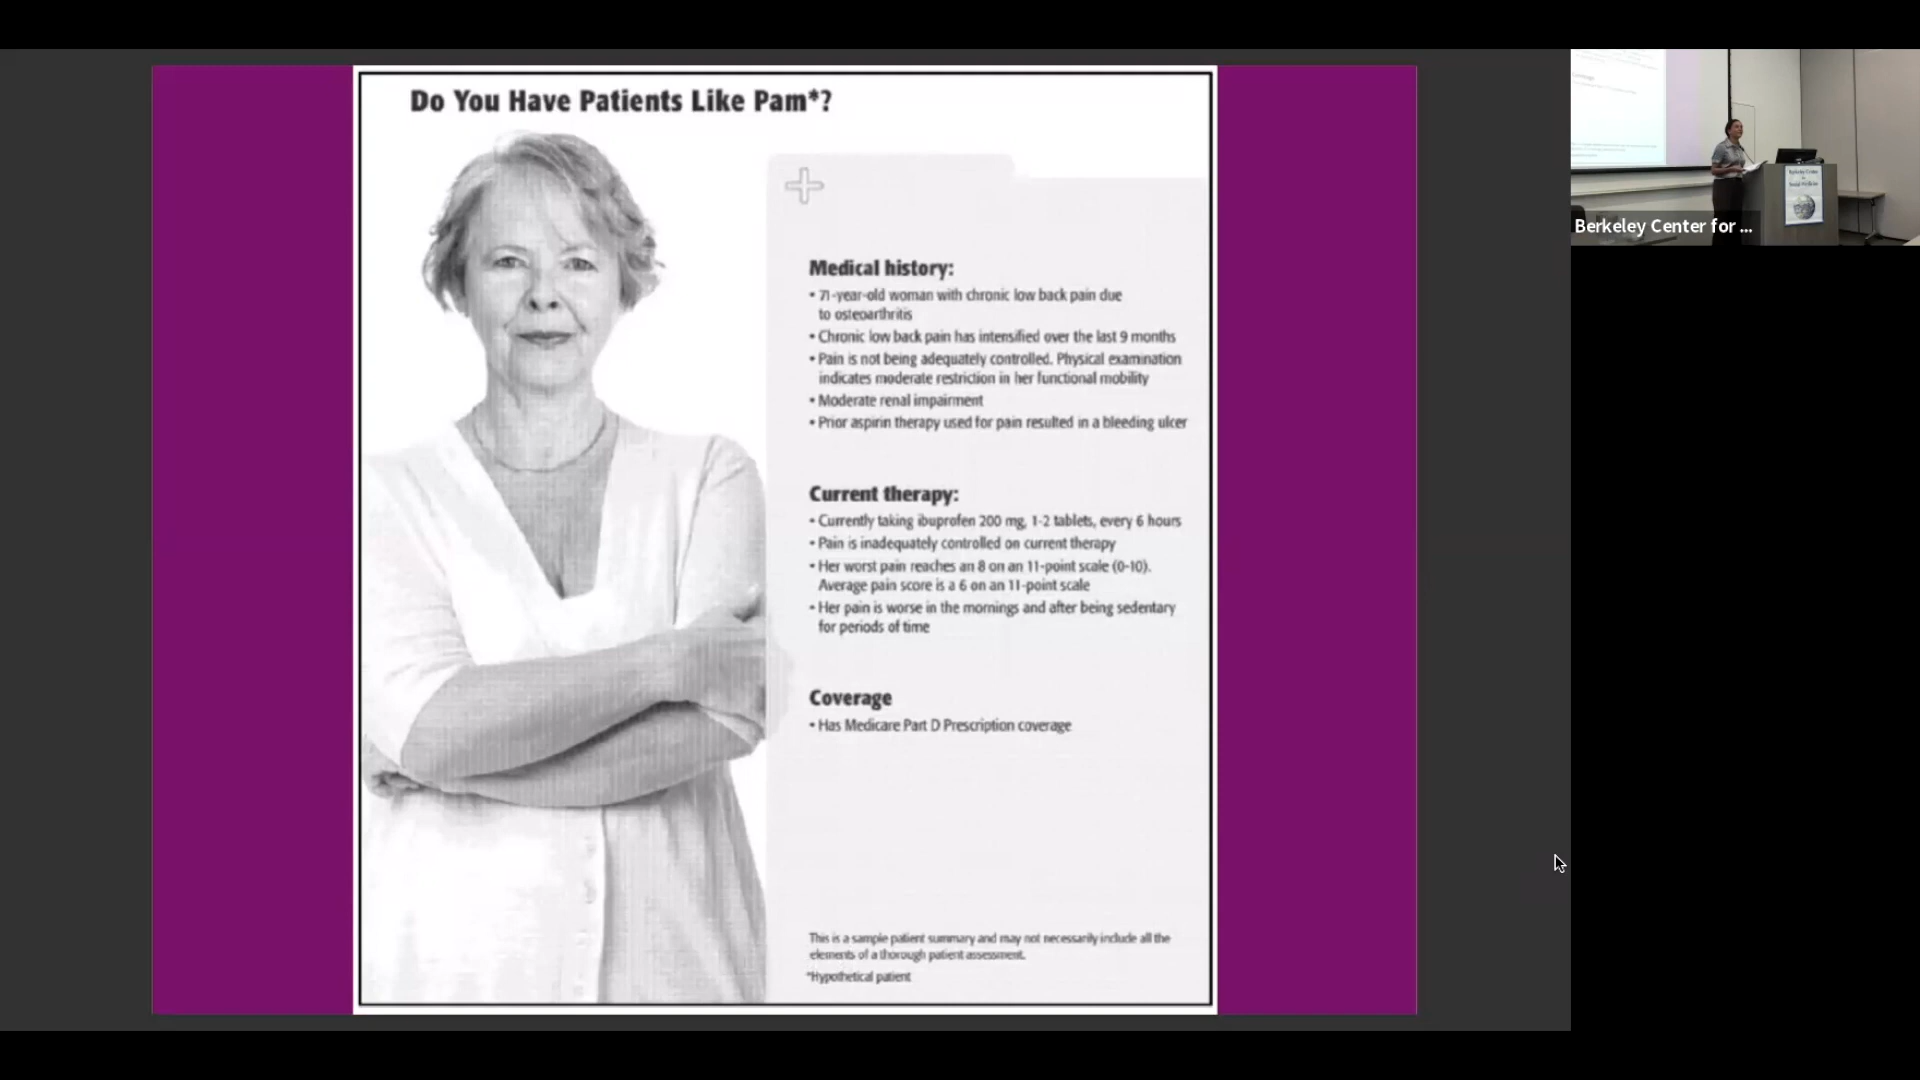 Do You Have Patients Like Pam*?
Medical history:
• 71-year-old woman with chronic low back pain due
to osteoarthritis
• Chronic low back pain has intensified over the last 9 months
• Pain is not being adequately controlled. Physical examination
indicates moderate restriction in her functional mobility
• Moderate renal impairment
• Prior aspirin therapy used for pain resulted in a bleeding ulcer
Current therapy:
• Currently taking ibuprofen 200 mg, 1-2 tablets, every 6 hours
• Pain is inadequately controlled on current therapy
• Her worst pain reaches an 8 on an 11-point scale (0-10).
Average pain score is a 6 on an 11-point scale
• Her pain is worse in the mornings and after being sedentary
for periods of time
Coverage
• Has Medicare Part D Prescription coverage
This is a sample patient summary and may not necessarily include all the
elements of a thorough patient assessment.
*Hypothetical patient
Berkeley Center for ...